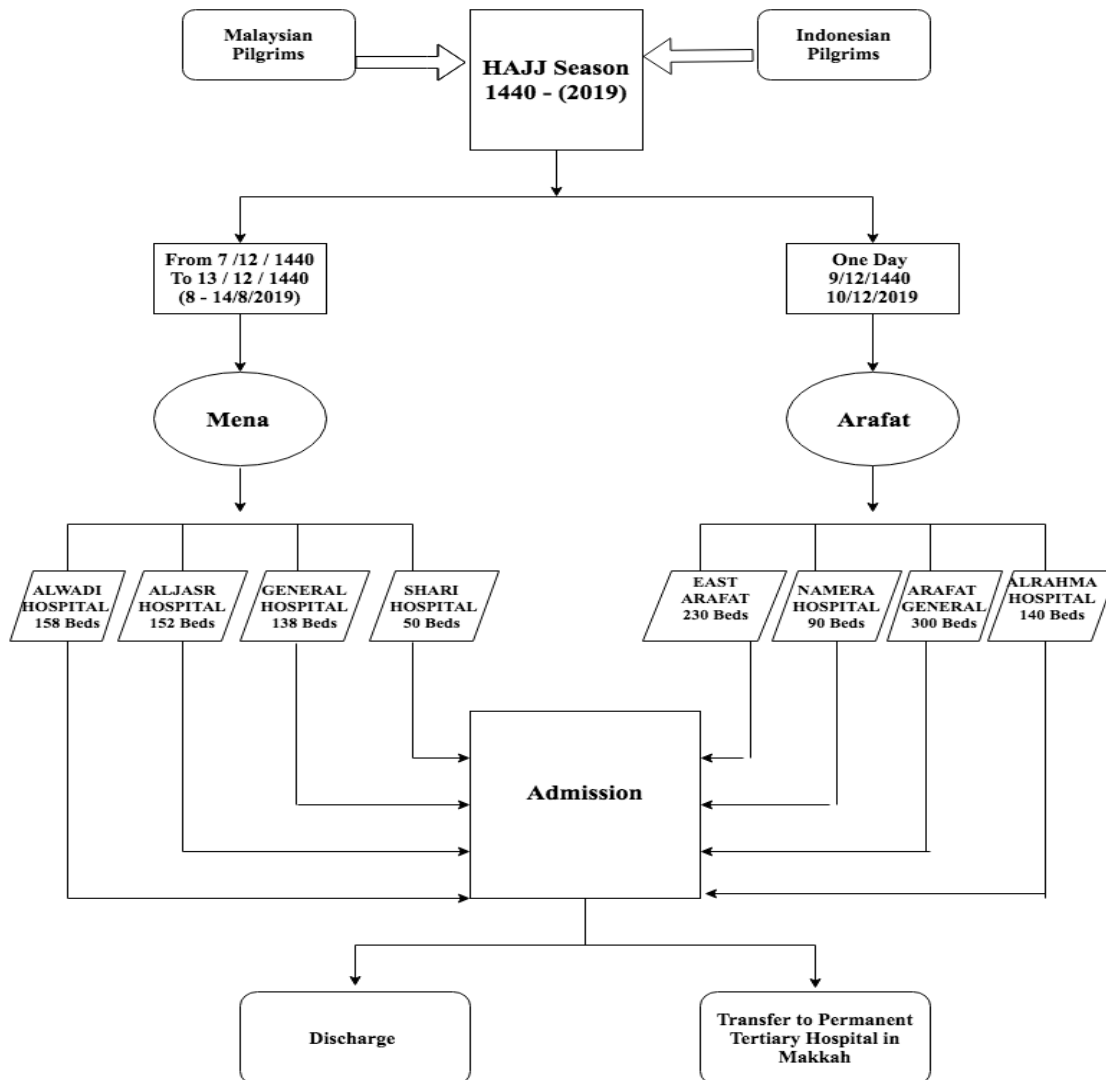 Malaysian
Pilgrims
HAJJ Season
1440 - (2019)
Indonesian
Pilgrims
From 7 /12 / 1440
To 13 / 12 / 1440
(8 - 14/8/2019)
One Day
9/12/1440
10/12/2019
Mena
Arafat
ALWADI
HOSPITAL
158 Beds
ALJASR
HOSPITAL
152 Beds
GENERAL
HOSPITAL
138 Beds
SHARI
HOSPITAL
50 Beds
EAST
ARAFAT
230 Beds
NAMERA
HOSPITAL
90 Beds
ARAFAT
GENERAL
300 Beds
ALRAHMA
HOSPITAL
140 Beds
Admission
Discharge
Transfer to Permanent
Tertiary Hospital in
Makkah